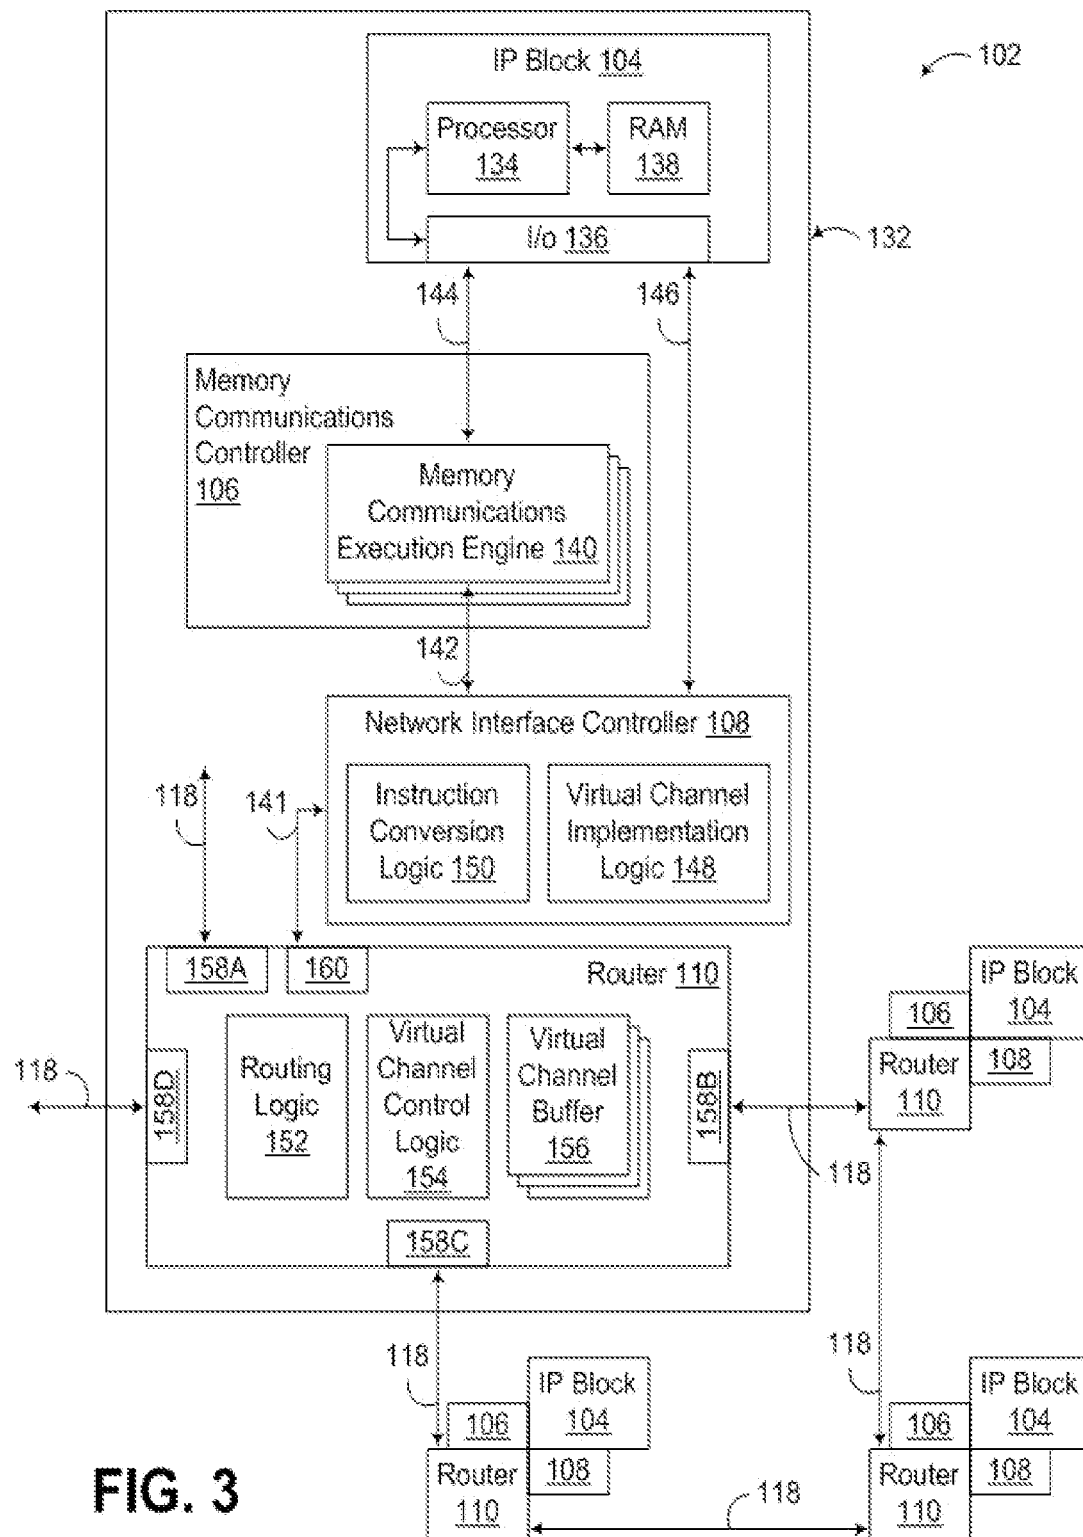 IP Block 104
102
Processor
134
RAM
138
I/o 136
132
144
146
Memory
Communications
Controller
106
Memory
Communications
Execution Engine 140
142
Network Interface Controller 108
118
141
Instruction
Conversion
Logic 150
Virtual Channel
Implementation
Logic 148
158A
160
Router 110
IP Block
104
106
108
Router
110
118
158D
Routing
Logic
152
Virtual
Channel
Control
Logic
154
Virtual
Channel
Buffer
156
158B
118
158C
118
118
IP Block
104
106
108
Router
110
IP Block
104
106
108
Router
110
118
FIG. 3